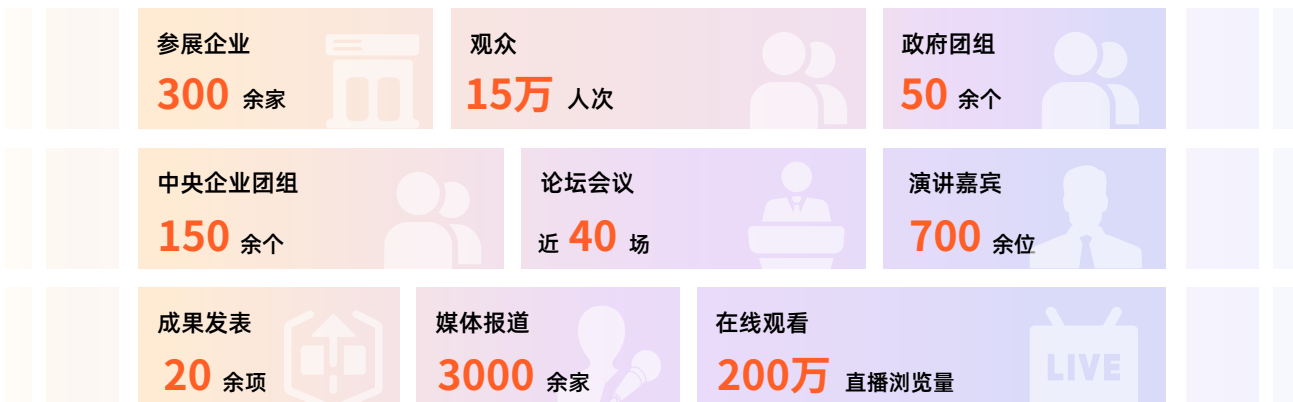 参展企业
300 余家
观众
15万 人次
政府团组
50 余个
中央企业团组
150 余个
论坛会议
近 40 场
演讲嘉宾
700 余位
成果发表
20 余项
媒体报道
3000 余家
在线观看
200万 直播浏览量
LIVE